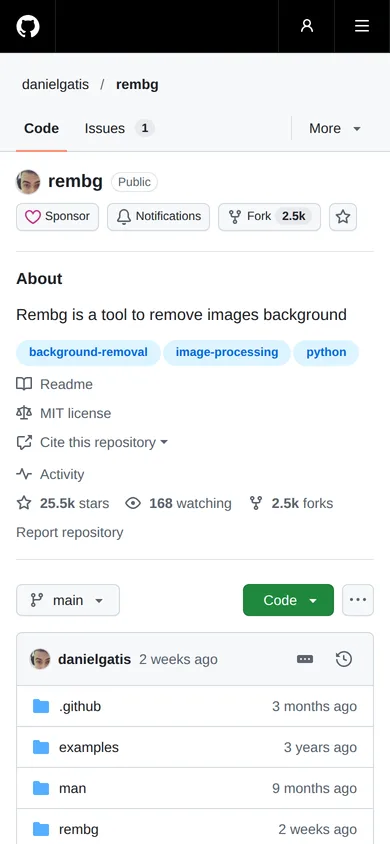 danielgatis / rembg
Code Issues 1 More
rembg Public
Sponsor Notifications Fork 2.5k
About
Rembg is a tool to remove images background
background-removal image-processing python
Readme
MIT license
Cite this repository
Activity
25.5k stars 168 watching 2.5k forks
Report repository
main Code
danielgatis 2 weeks ago
.github 3 months ago
examples 3 years ago
man 9 months ago
rembg 2 weeks ago